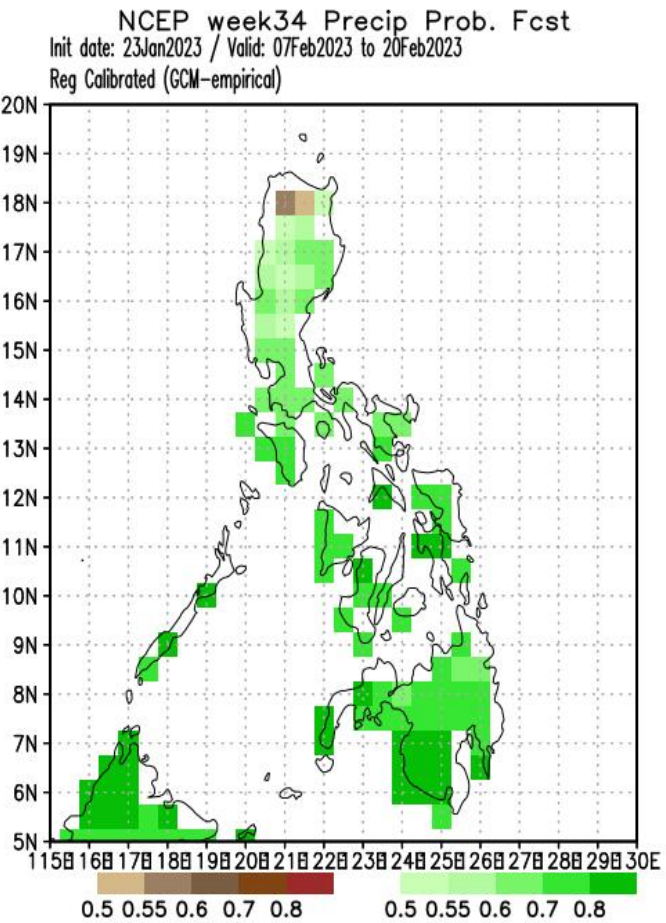 NCEP week34 Precip Prob. Fcst
Init date: 23Jan2023 / Valid: 07Feb2023 to 20Feb2023
Reg Calibrated (GCM-empirical)
20N
19N
18N
17N
16N
15N
14N
13N
12N
11N
10N
9N
8N
7N
6N
5N
115E 116E 117E 118E 119E 120E 121E 122E 123E 124E 125E 126E 127E 128E 129E 130E
0.5 0.55 0.6 0.7 0.8 0.5 0.55 0.6 0.7 0.8